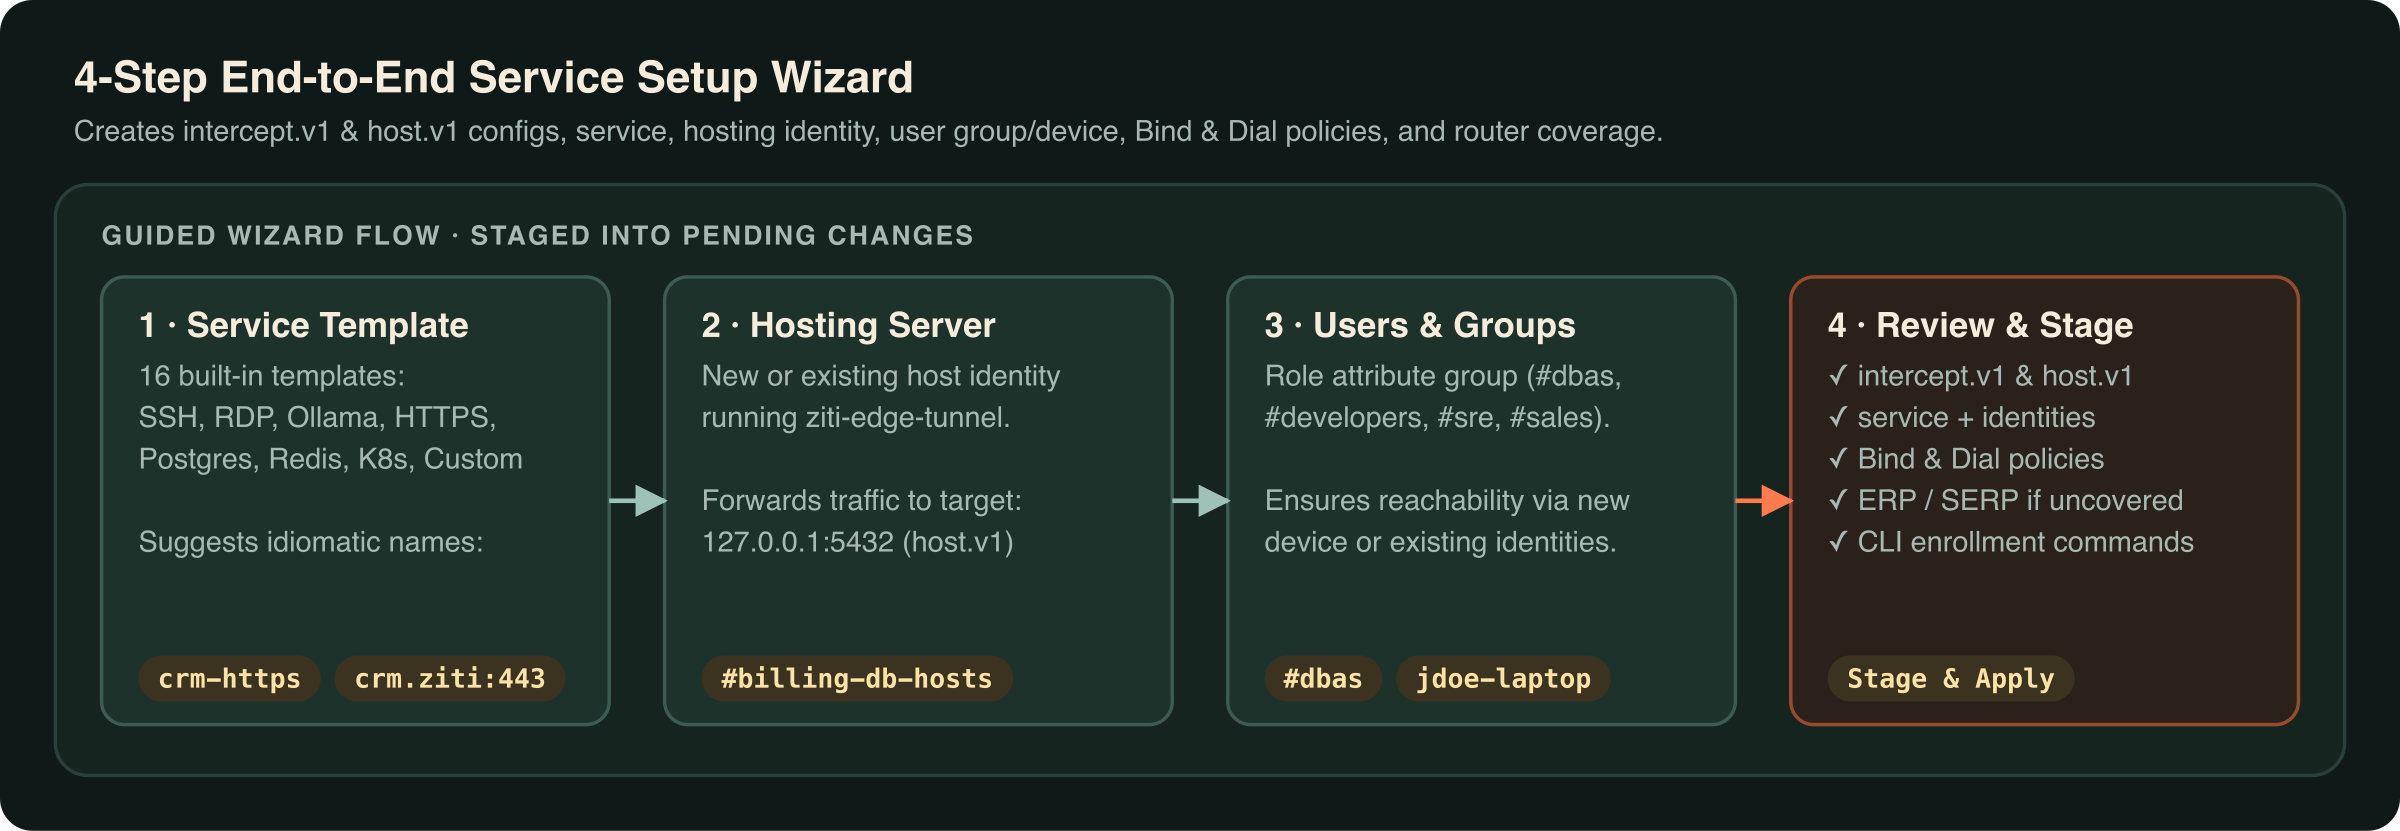 4-Step End-to-End Service Setup Wizard
Creates intercept.v1 & host.v1 configs, service, hosting identity, user group/device, Bind & Dial policies, and router coverage.
GUIDED WIZARD FLOW · STAGED INTO PENDING CHANGES
1 · Service Template
16 built-in templates:
SSH, RDP, Ollama, HTTPS,
Postgres, Redis, K8s, Custom
Suggests idiomatic names:
crm-https
crm.ziti:443
2 · Hosting Server
New or existing host identity
running ziti-edge-tunnel.
Forwards traffic to target:
127.0.0.1:5432 (host.v1)
#billing-db-hosts
3 · Users & Groups
Role attribute group (#dbas,
#developers, #sre, #sales).
Ensures reachability via new
device or existing identities.
#dbas
jdoe-laptop
4 · Review & Stage
✓ intercept.v1 & host.v1
✓ service + identities
✓ Bind & Dial policies
✓ ERP / SERP if uncovered
✓ CLI enrollment commands
Stage & Apply